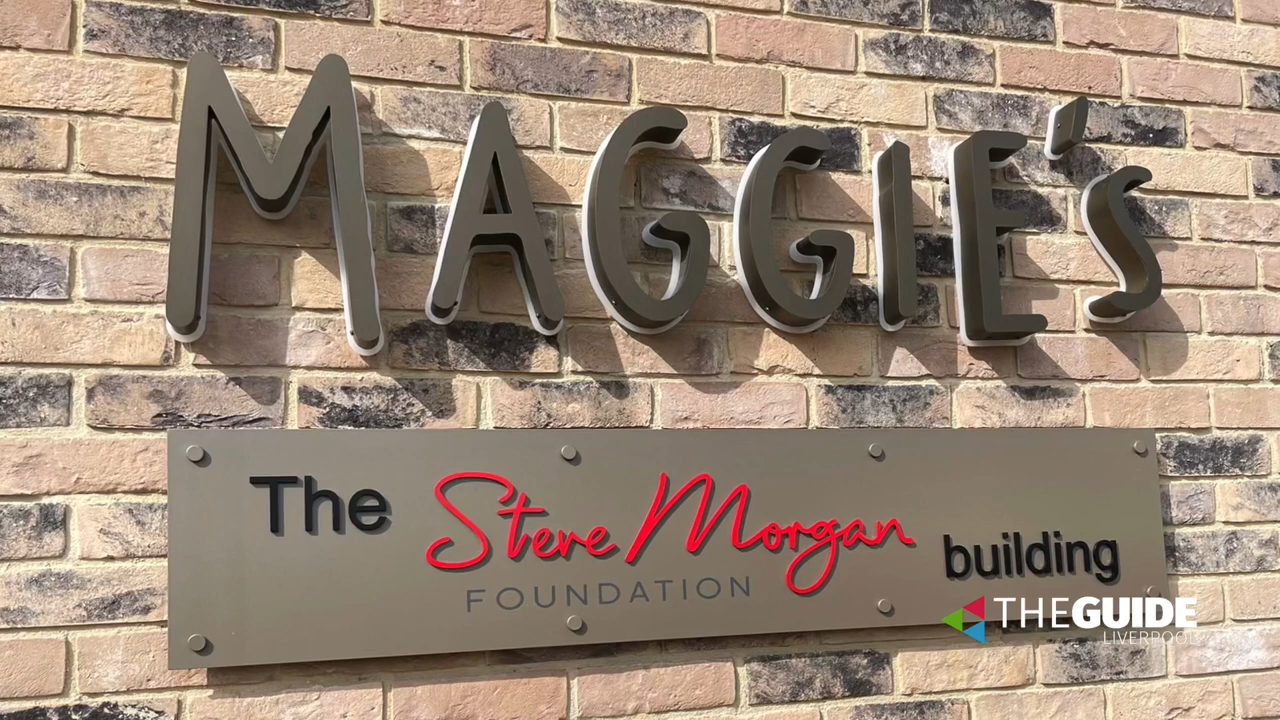 MAGGIE's
The Steve Morgan building
FOUNDATION
THEGUIDE
LIVERPOOL